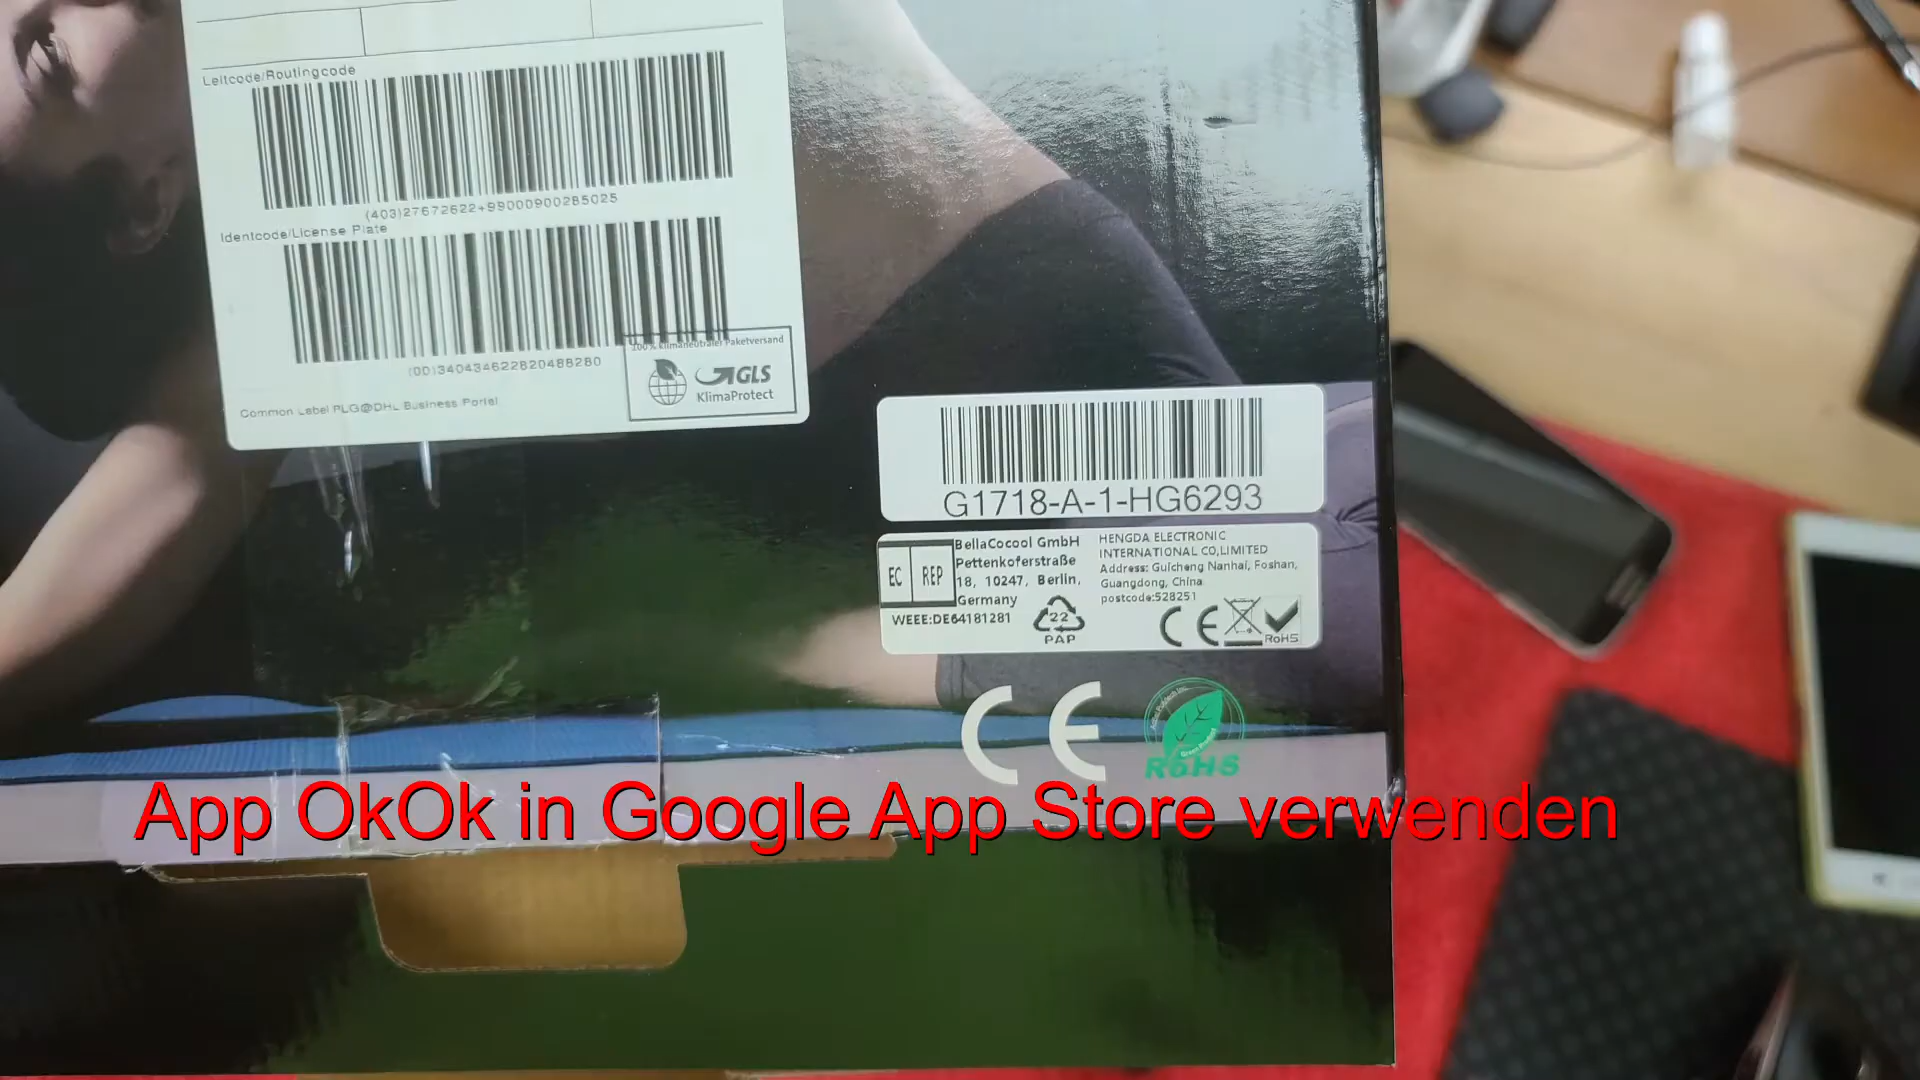 Leitcode/Routingcode
(403)27672622+99000900285025
Identcode/License Plate
(00)340434622820488280
100% klimaneutraler Paketversand
GLS
KlimaProtect
Common Label PLG@DHL Business Portal
G1718-A-1-HG6293
EC REP
BellaCocool GmbH
Pettenkoferstraße
18, 10247, Berlin,
Germany
WEEE:DE64181281
22
PAP
HENGDA ELECTRONIC
INTERNATIONAL CO,LIMITED
Address: Guicheng Nanhai, Foshan,
Guangdong, China
postcode:528251
CE
RoHS
CE
Green Product
RoHS
App OkOk in Google App Store verwenden